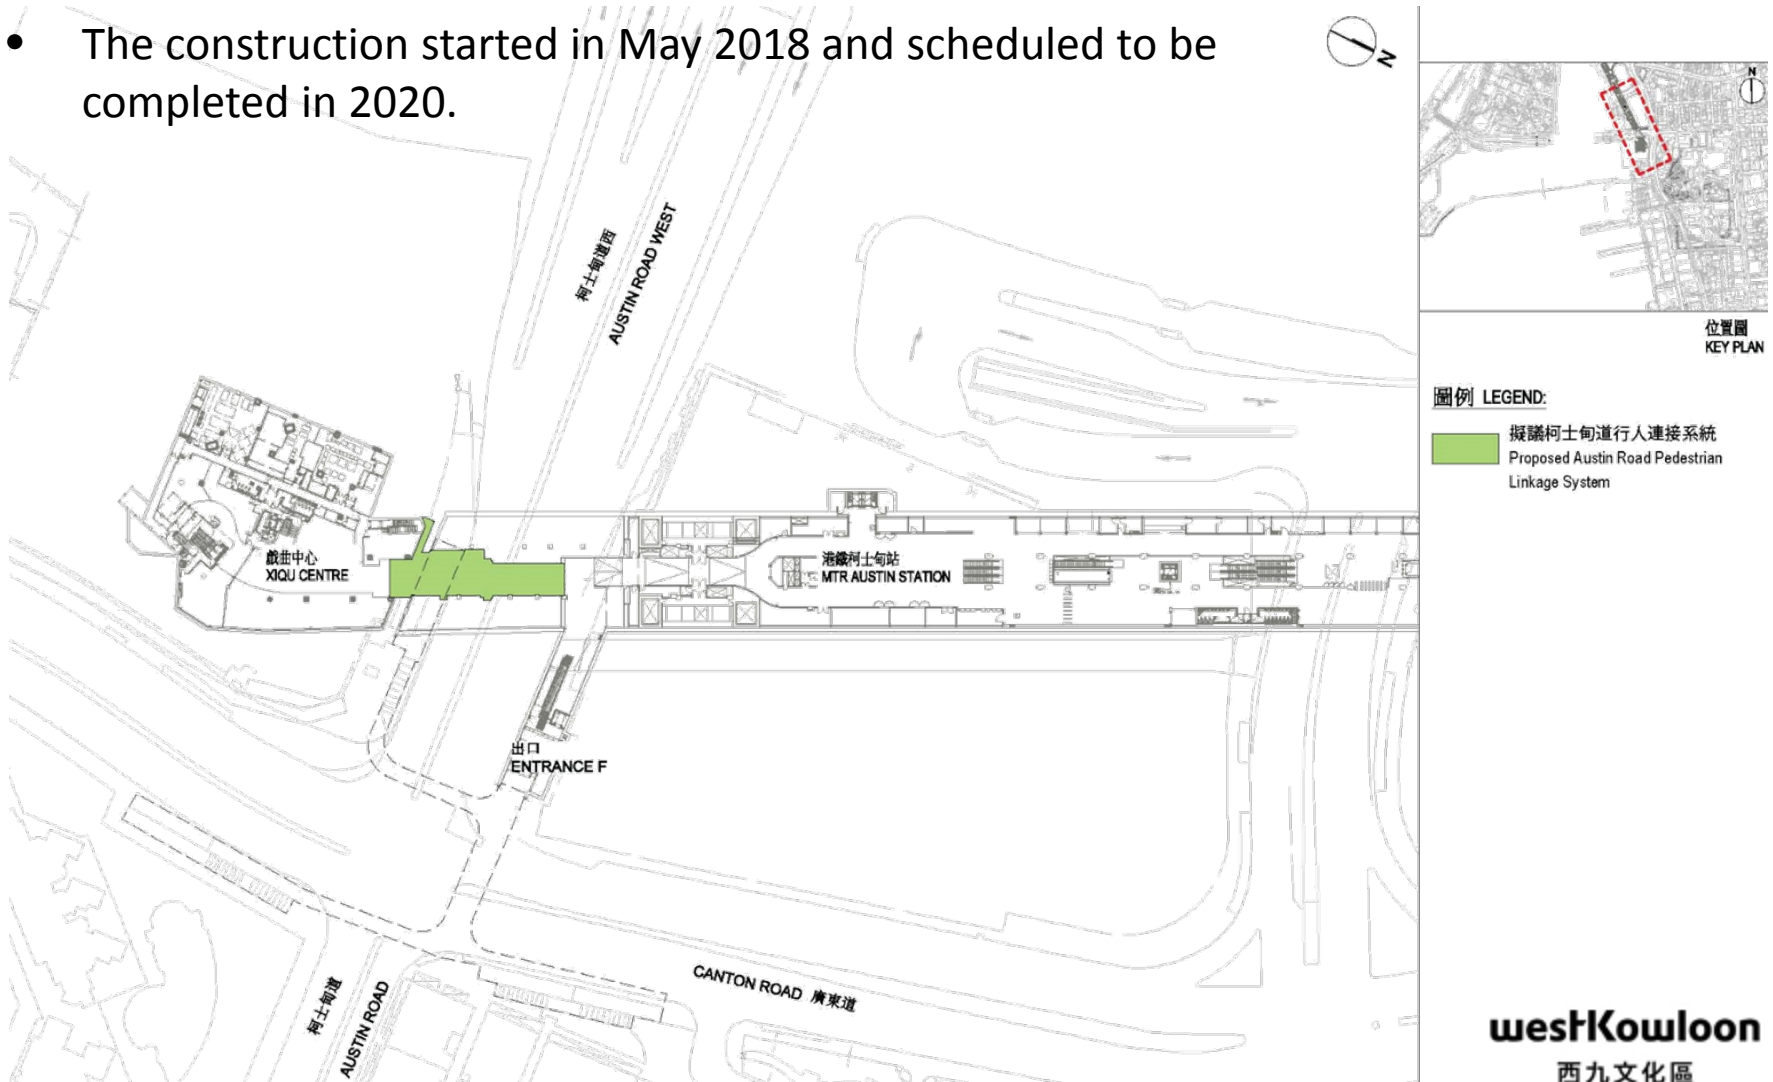 • The construction started in May 2018 and scheduled to be
completed in 2020.
N
N
位置圖
KEY PLAN
圖例 LEGEND:
擬議柯士甸道行人連接系統
Proposed Austin Road Pedestrian
Linkage System
柯士甸道西
AUSTIN ROAD WEST
戲曲中心
XIQU CENTRE
港鐵柯士甸站
MTR AUSTIN STATION
出口
ENTRANCE F
CANTON ROAD 廣東道
柯士甸道
AUSTIN ROAD
westKowloon
西九文化區